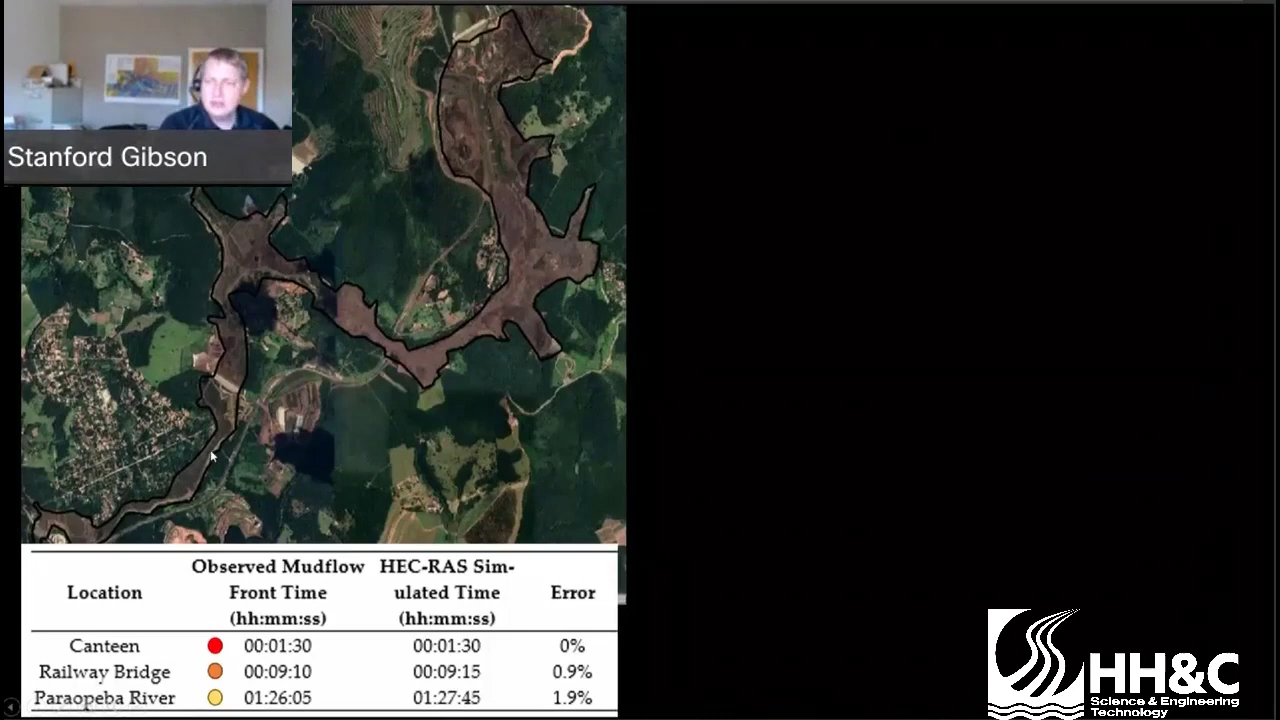 Stanford Gibson
Observed Mudflow HEC-RAS Sim-
Location Front Time ulated Time Error
(hh:mm:ss) (hh:mm:ss)
Canteen 00:01:30 00:01:30 0%
Railway Bridge 00:09:10 00:09:15 0.9%
Paraopeba River 01:26:05 01:27:45 1.9%
HH&C
Science & Engineering
Technology